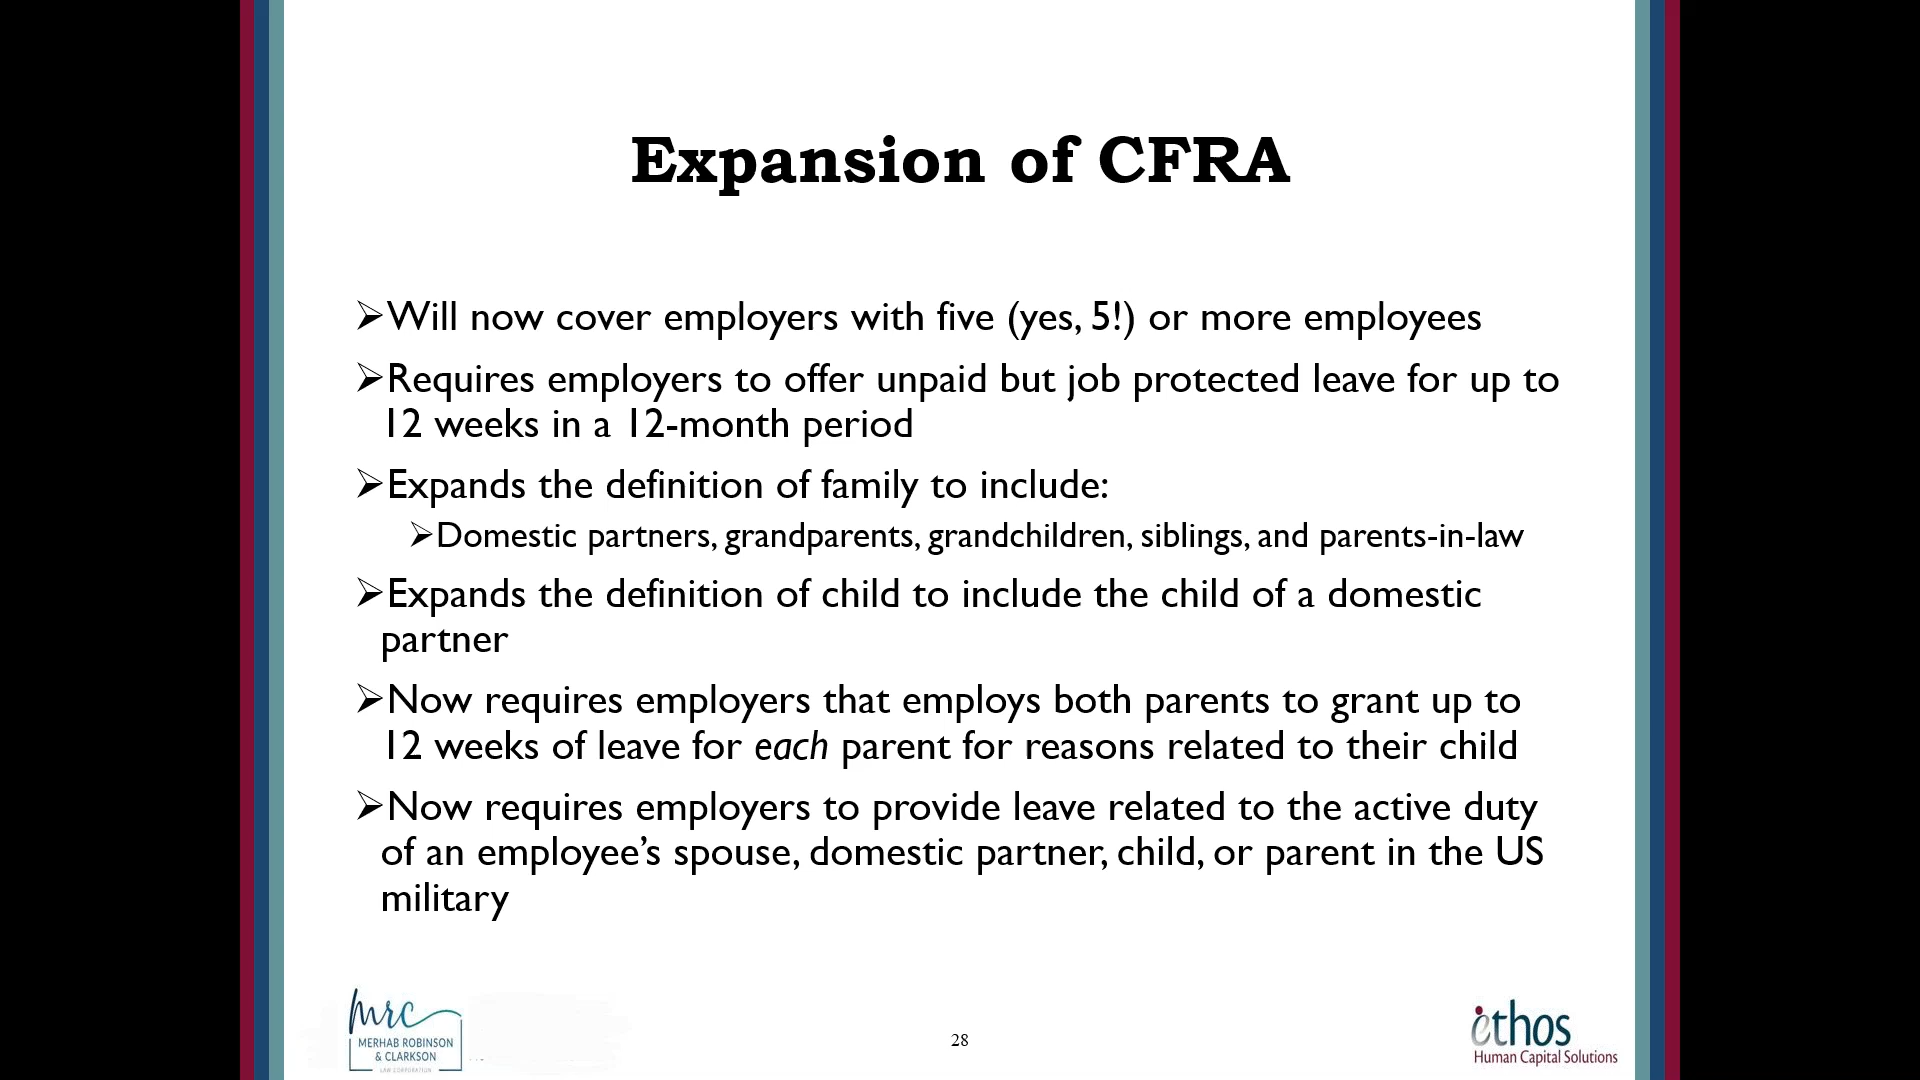 Expansion of CFRA
➢Will now cover employers with five (yes, 5!) or more employees
➢Requires employers to offer unpaid but job protected leave for up to
12 weeks in a 12-month period
➢Expands the definition of family to include:
➢Domestic partners, grandparents, grandchildren, siblings, and parents-in-law
➢Expands the definition of child to include the child of a domestic
partner
➢Now requires employers that employs both parents to grant up to
12 weeks of leave for each parent for reasons related to their child
➢Now requires employers to provide leave related to the active duty
of an employee’s spouse, domestic partner, child, or parent in the US
military
mrc
MERHAB ROBINSON
& CLARKSON
LAW CORPORATION
28
ethos
Human Capital Solutions